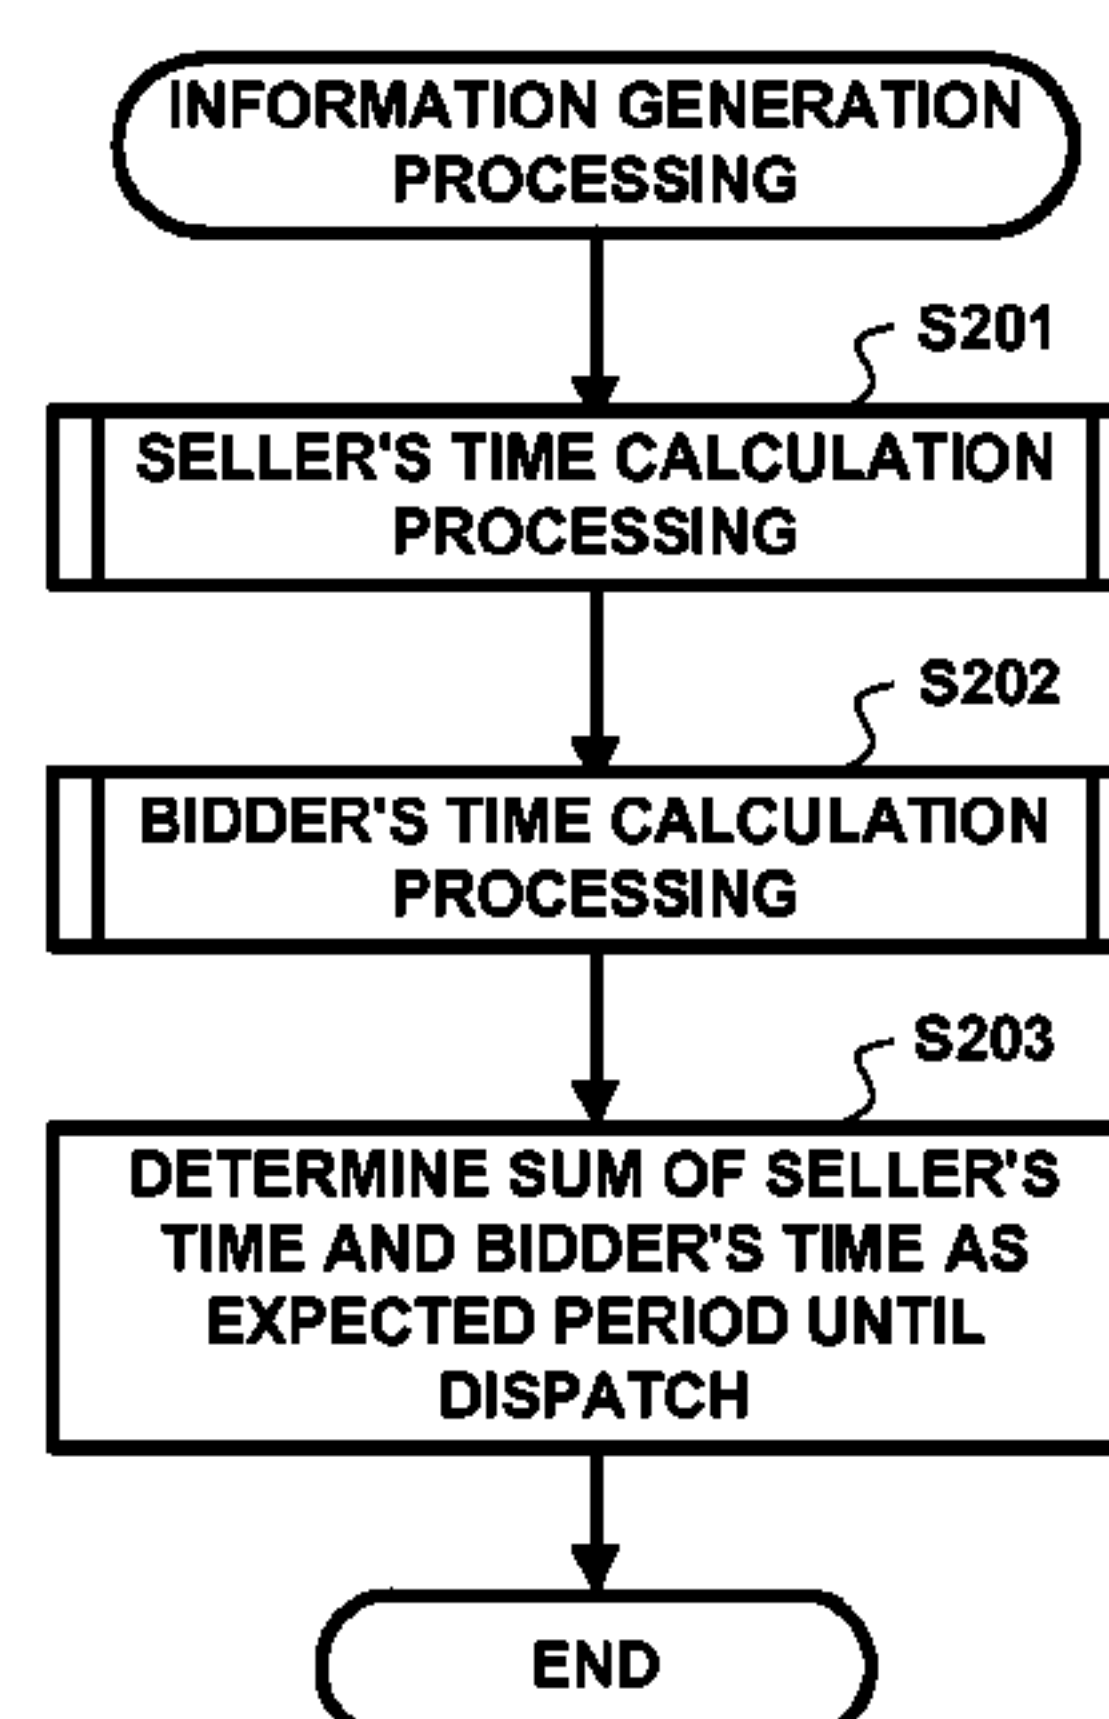 INFORMATION GENERATION
PROCESSING
S201
SELLER'S TIME CALCULATION
PROCESSING
S202
BIDDER'S TIME CALCULATION
PROCESSING
S203
DETERMINE SUM OF SELLER'S
TIME AND BIDDER'S TIME AS
EXPECTED PERIOD UNTIL
DISPATCH
END